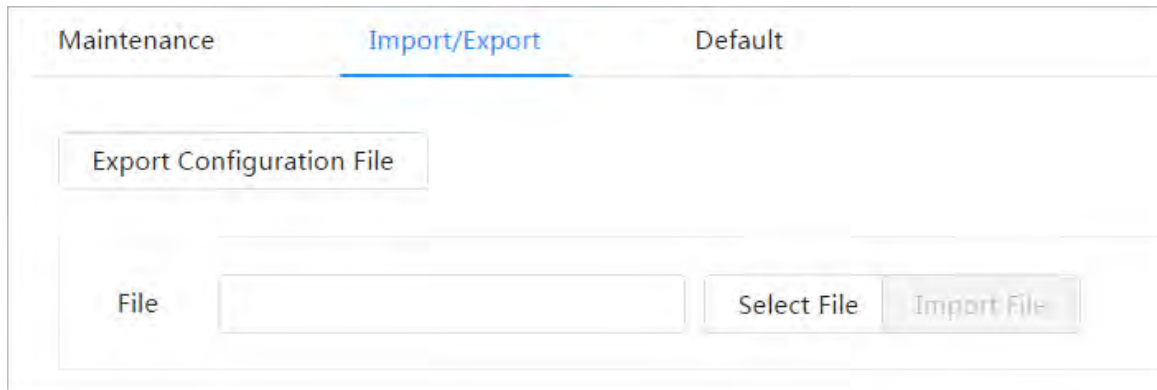 Maintenance Import/Export Default
Export Configuration File
File Select File Import File